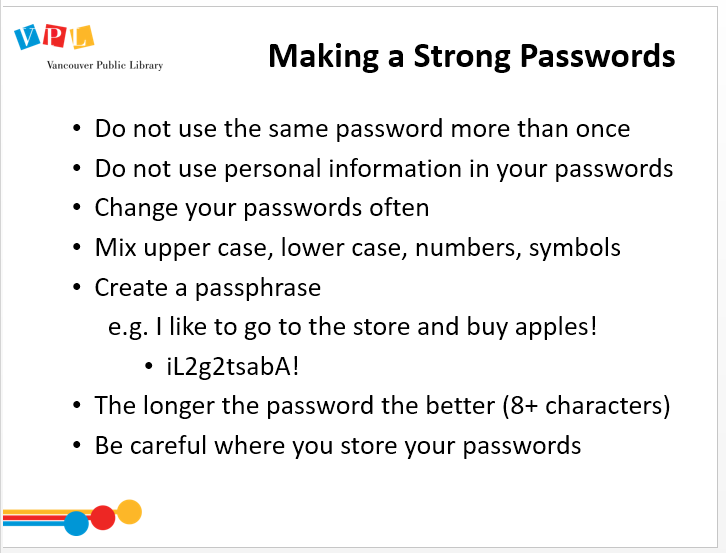 VPL
Vancouver Public Library
Making a Strong Passwords
• Do not use the same password more than once
• Do not use personal information in your passwords
• Change your passwords often
• Mix upper case, lower case, numbers, symbols
• Create a passphrase
e.g. I like to go to the store and buy apples!
• iL2g2tsabA!
• The longer the password the better (8+ characters)
• Be careful where you store your passwords